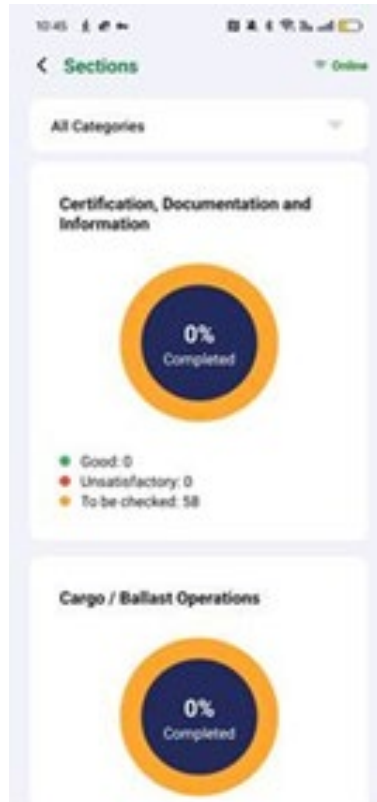 10:45
Sections
Online
All Categories
Certification, Documentation and
Information
0%
Completed
Good: 0
Unsatisfactory: 0
To be checked: 58
Cargo / Ballast Operations
0%
Completed